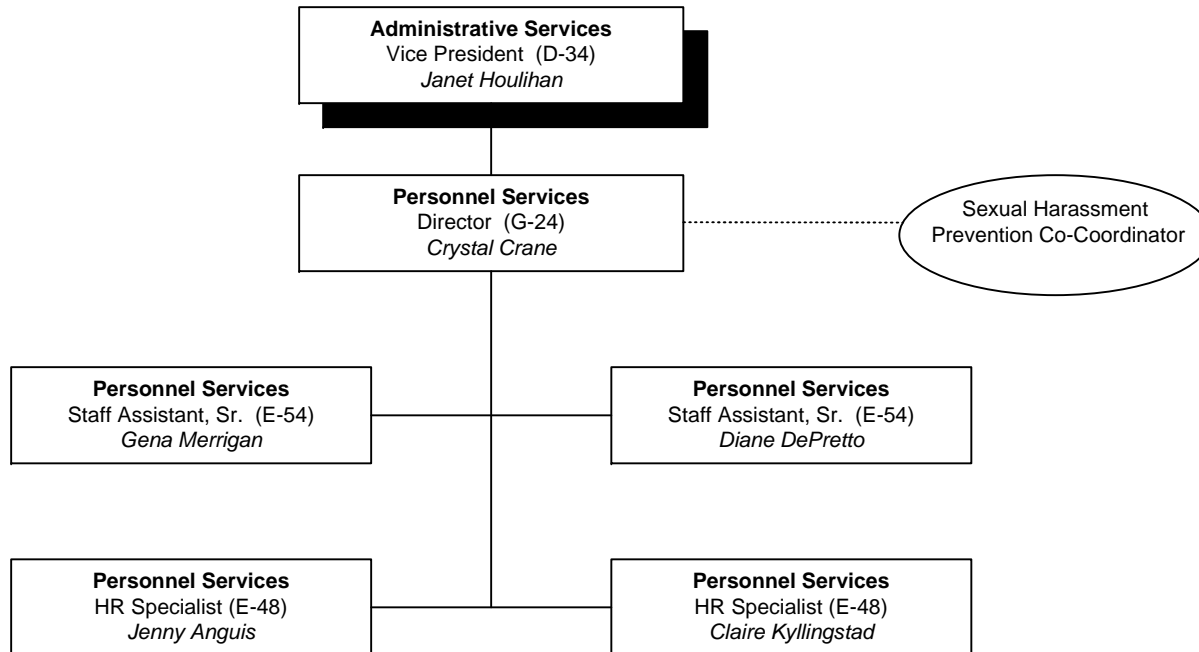 Administrative Services
Vice President (D-34)
Janet Houlihan
Personnel Services
Director (G-24)
Crystal Crane
Sexual Harassment
Prevention Co-Coordinator
Personnel Services
Staff Assistant, Sr. (E-54)
Gena Merrigan
Personnel Services
Staff Assistant, Sr. (E-54)
Diane DePretto
Personnel Services
HR Specialist (E-48)
Jenny Anguis
Personnel Services
HR Specialist (E-48)
Claire Kyllingstad